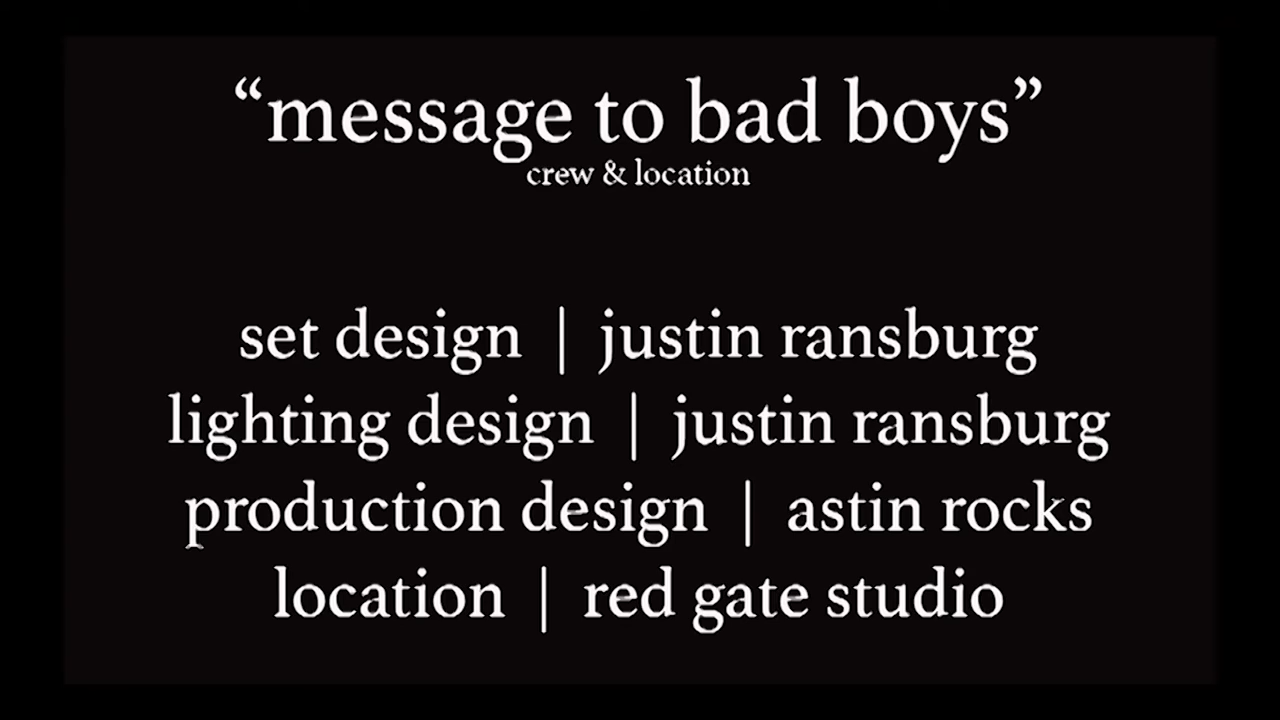 “message to bad boys”
crew & location
set design | justin ransburg
lighting design | justin ransburg
production design | astin rocks
location | red gate studio